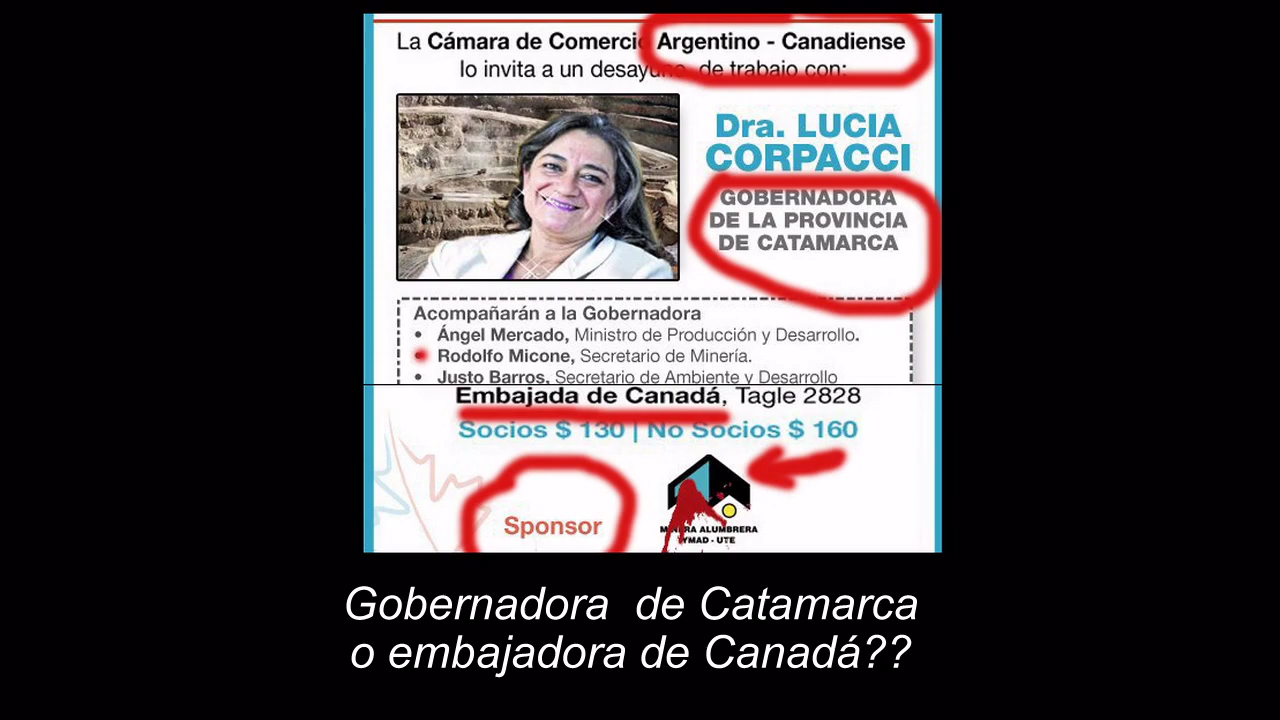 La Cámara de Comercio Argentino - Canadiense
lo invita a un desayuno de trabajo con:
Dra. LUCIA
CORPACCI
GOBERNADORA
DE LA PROVINCIA
DE CATAMARCA
Acompañarán a la Gobernadora
• Ángel Mercado, Ministro de Producción y Desarrollo.
• Rodolfo Micone, Secretario de Minería.
• Justo Barros, Secretario de Ambiente y Desarrollo
Embajada de Canadá, Tagle 2828
Socios $ 130 | No Socios $ 160
Sponsor
MINERA ALUMBRERA
YMAD - UTE
Gobernadora de Catamarca
o embajadora de Canadá??